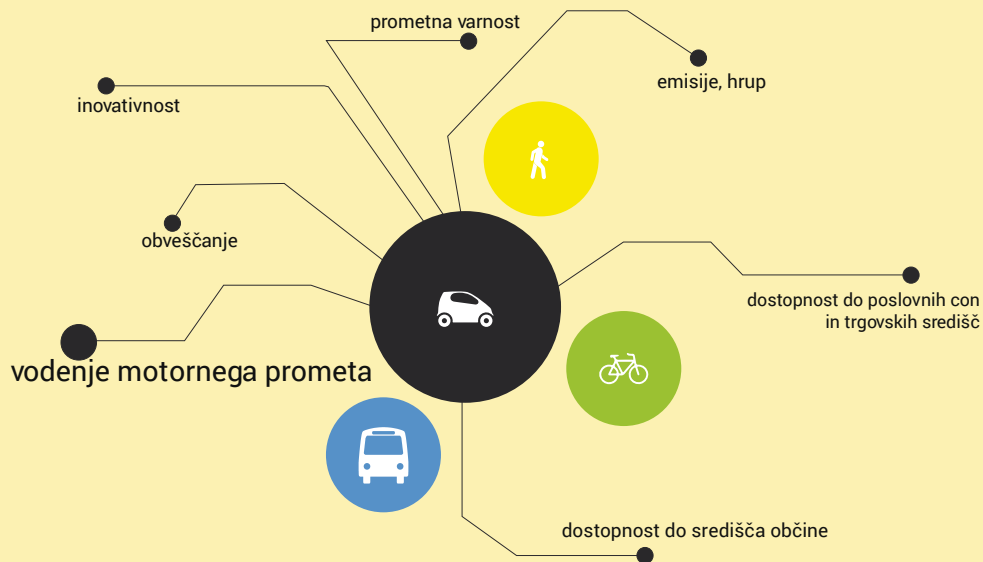 prometna varnost
emisije, hrup
inovativnost
obveščanje
dostopnost do poslovnih con
in trgovskih središč
vodenje motornega prometa
dostopnost do središča občine